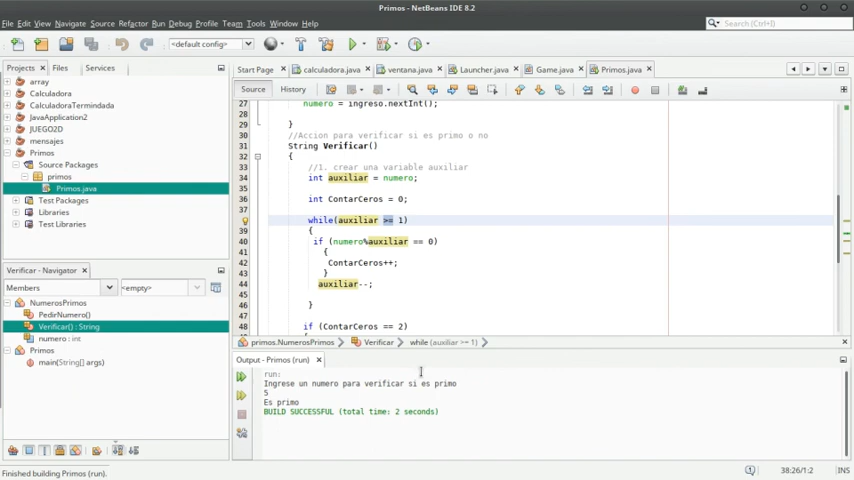 Primos - NetBeans IDE 8.2
File Edit View Navigate Source Refactor Run Debug Profile Team Tools Window Help
Search (Ctrl+I)
<default config>
Projects Files Services
Start Page calculadora.java ventana.java Launcher.java Game.java Primos.java
Source History
array
Calculadora
CalculadoraTermindada
JavaApplication2
JUEGO2D
mensajes
Primos
Source Packages
primos
Primos.java
Test Packages
Libraries
Test Libraries
27 numero = ingreso.nextInt();
28
29 }
30 //Accion para verificar si es primo o no
31 String Verificar()
32 {
33 //1. crear una variable auxiliar
34 int auxiliar = numero;
35
36 int ContarCeros = 0;
37
38 while(auxiliar >= 1)
39 {
40 if (numero%auxiliar == 0)
41 {
42 ContarCeros++;
43 }
44 auxiliar--;
45
46 }
47
48 if (ContarCeros == 2)
primos.NumerosPrimos Verificar while (auxiliar >= 1)
Verificar - Navigator
Members <empty>
NumerosPrimos
PedirNumero()
Verificar() : String
numero : int
Primos
main(String[] args)
Output - Primos (run)
run:
Ingrese un numero para verificar si es primo
5
Es primo
BUILD SUCCESSFUL (total time: 2 seconds)
Finished building Primos (run).
38:26/1:2 INS